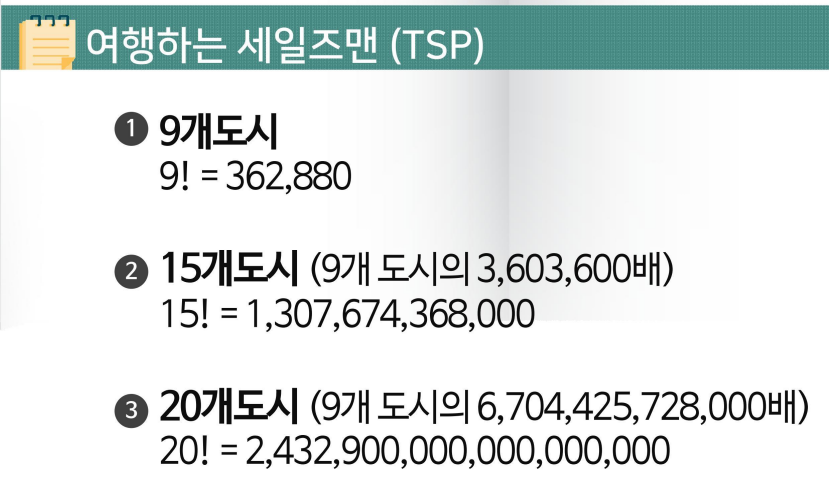 여행하는 세일즈맨 (TSP)
1 9개도시
9! = 362,880
2 15개도시 (9개 도시의 3,603,600배)
15! = 1,307,674,368,000
3 20개도시 (9개 도시의 6,704,425,728,000배)
20! = 2,432,900,000,000,000,000